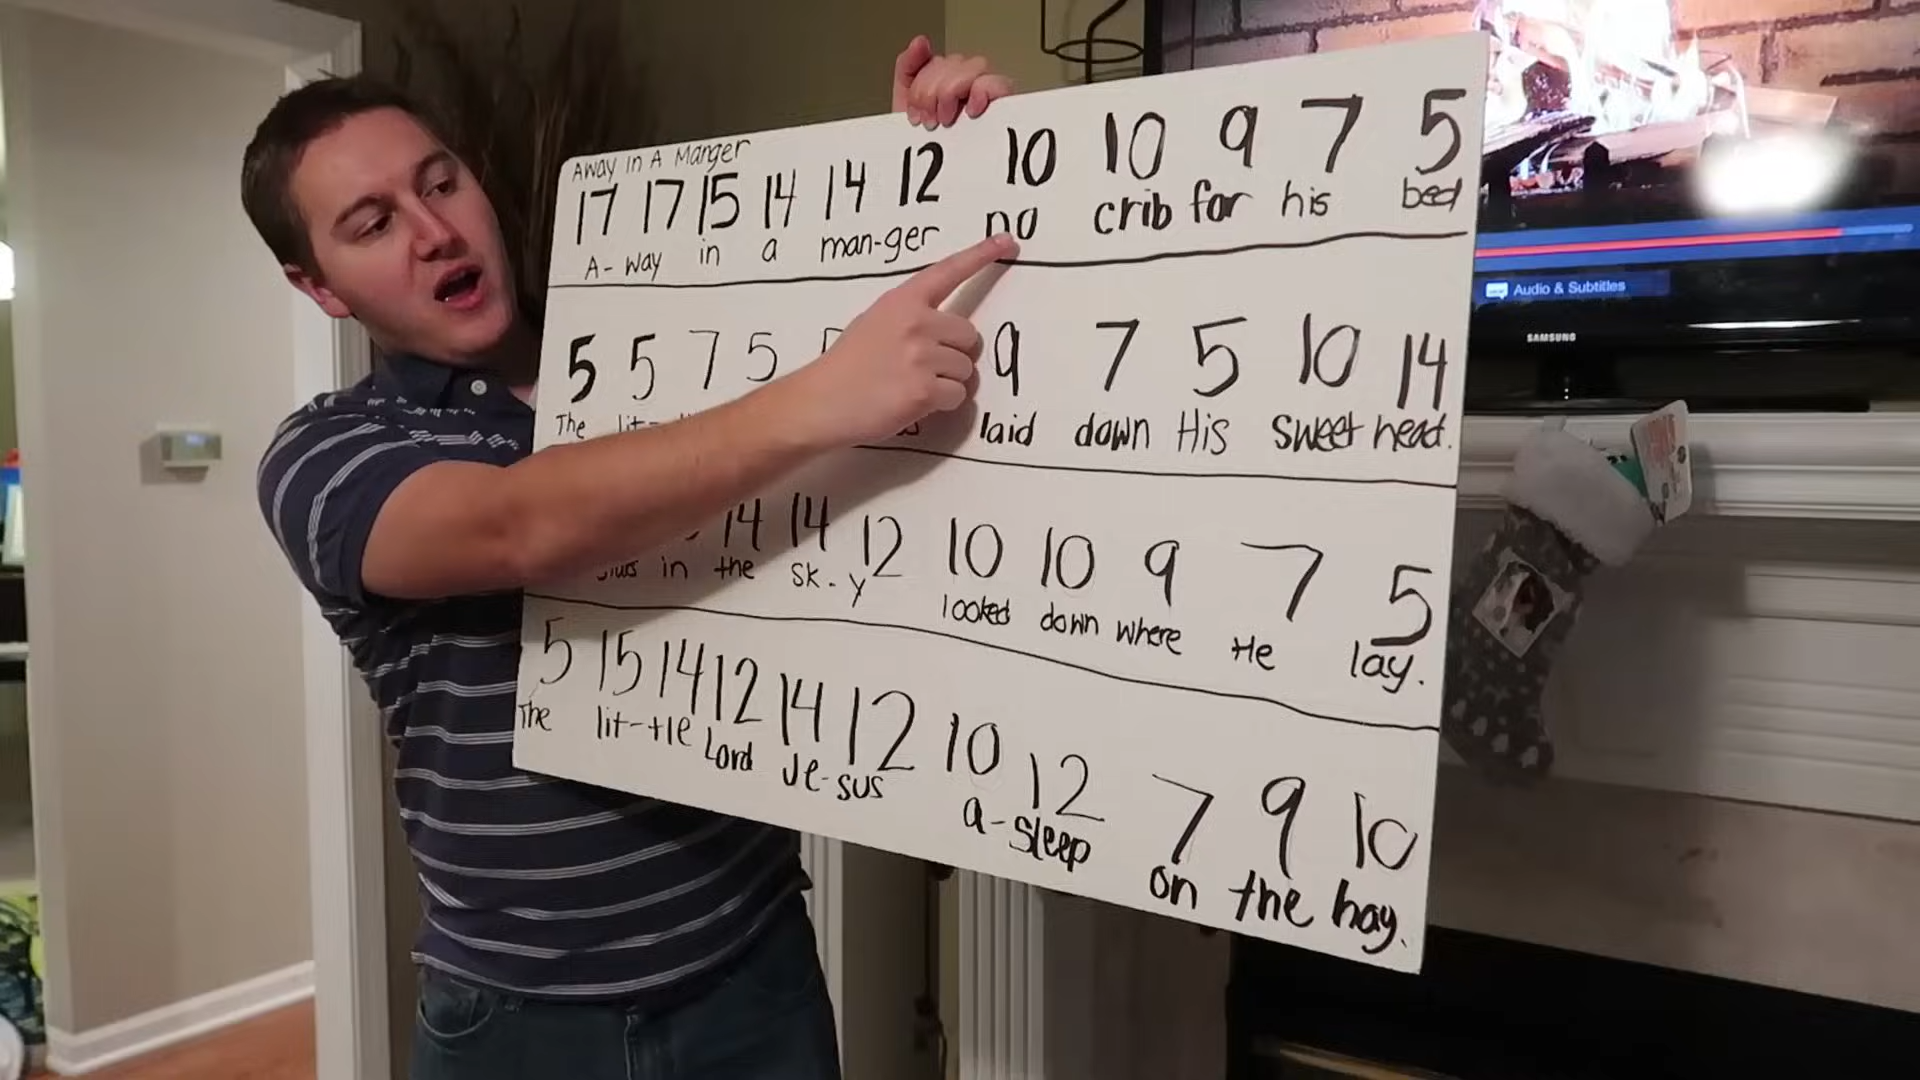 Away In A Manger
17 17 15 14 14 12 10 10 9 7 5
A- way in a man-ger no crib for his bed
5 5 7 5 9 7 5 10 14
The lit- laid down His sweet head.
14 14 12 10 10 9 7 5
in the sk-y looked down where He lay.
5 15 14 12 14 12 10 12 7 9 10
The lit-tle Lord Je-sus a-sleep on the hay.
Audio & Subtitles
SAMSUNG